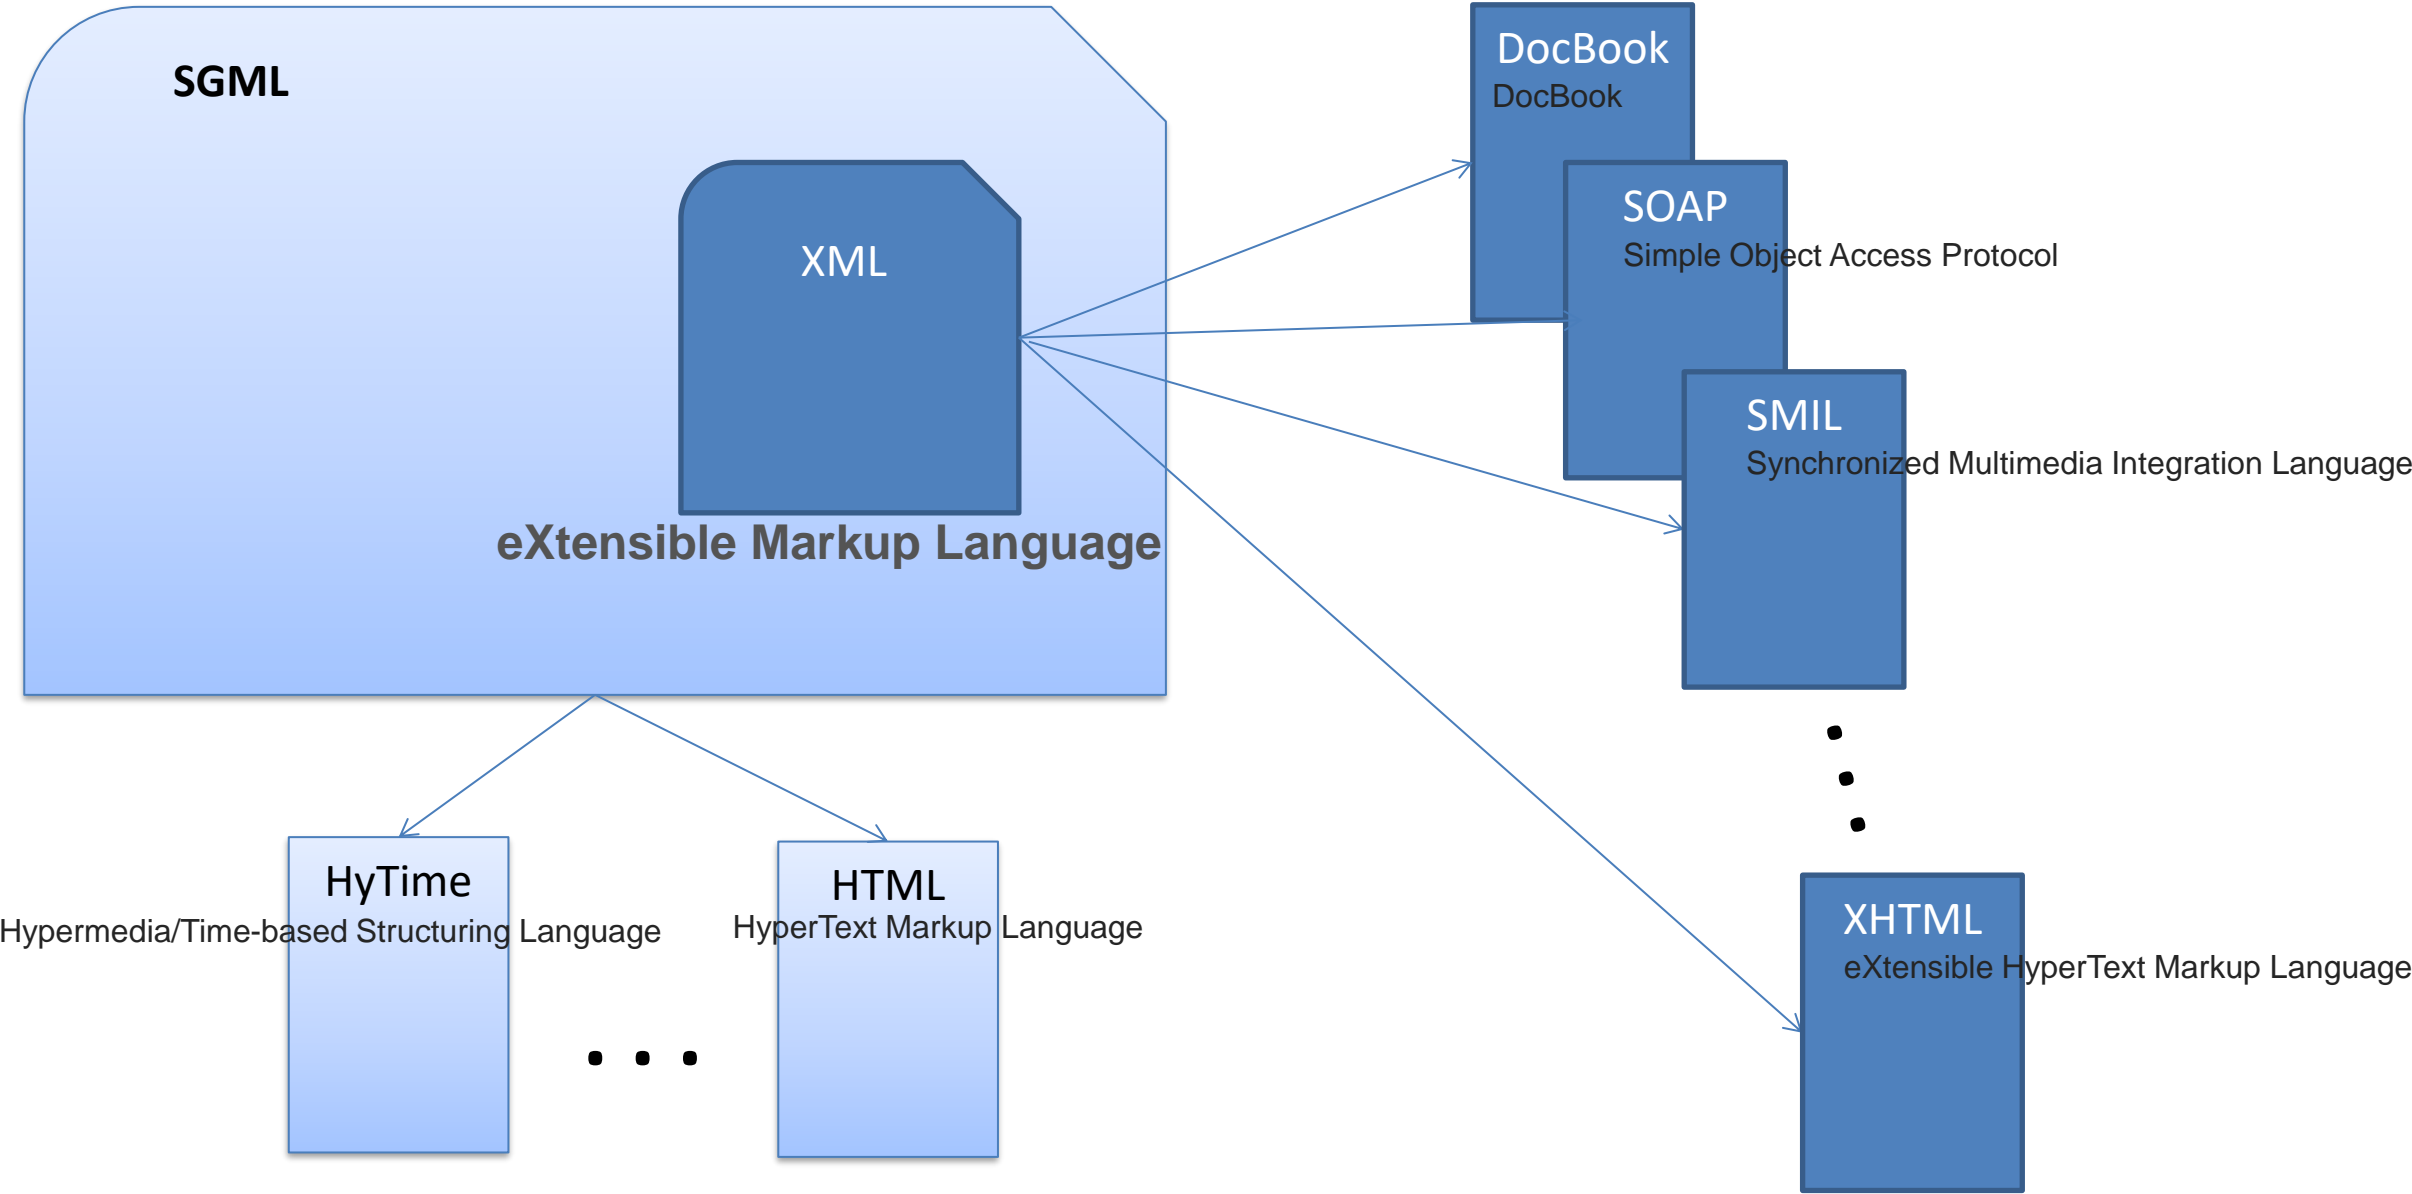 SGML
XML
eXtensible Markup Language
DocBook
DocBook
SOAP
Simple Object Access Protocol
SMIL
Synchronized Multimedia Integration Language
XHTML
eXtensible HyperText Markup Language
HyTime
Hypermedia/Time-based Structuring Language
HTML
HyperText Markup Language